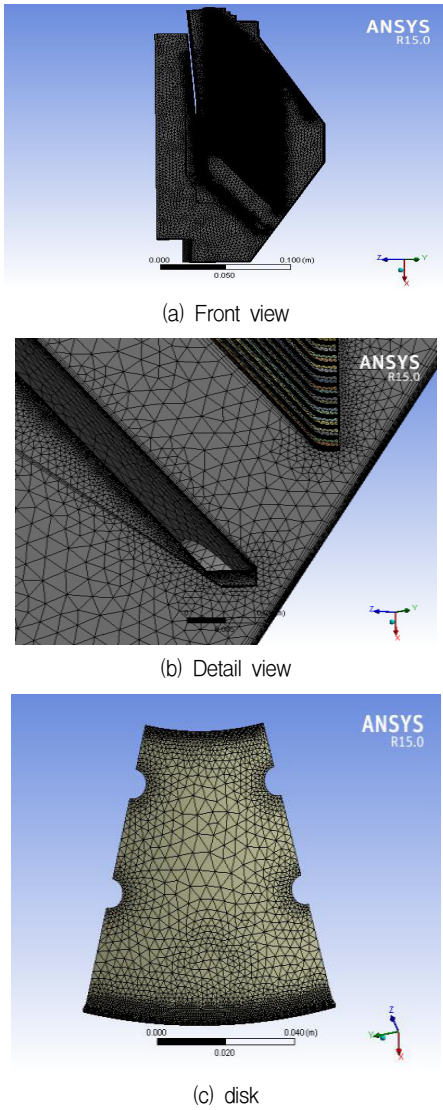 ANSYS
R15.0
0.000 0.100 (m)
0.050
Z Y
X
(a) Front view
ANSYS
R15.0
Z Y
X
(b) Detail view
ANSYS
R15.0
0.000 0.040 (m)
0.020
Z
Y
X
(c) disk